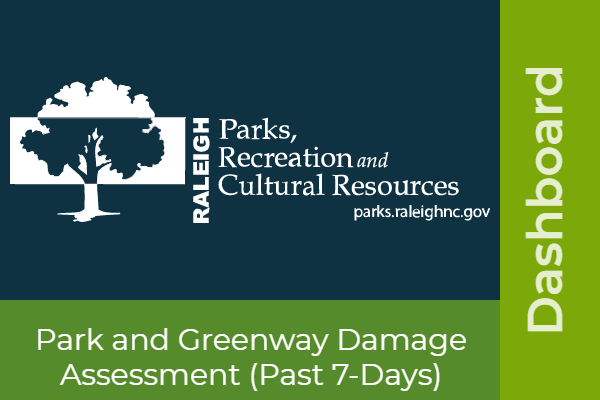 RALEIGH
Parks,
Recreation and
Cultural Resources
parks.raleighnc.gov
Dashboard
Park and Greenway Damage
Assessment (Past 7-Days)